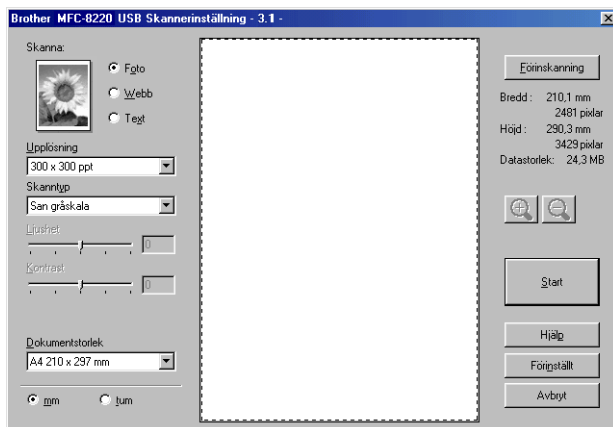 Brother MFC-8220 USB Skannerinställning - 3.1 -
Skanna:
Foto
Webb
Text
Upplösning
300 x 300 ppt
Skanntyp
San gråskala
Ljushet
0
Kontrast
0
Dokumentstorlek
A4 210 x 297 mm
mm tum
Förinskanning
Bredd : 210,1 mm
2481 pixlar
Höjd : 290,3 mm
3429 pixlar
Datastorlek: 24,3 MB
Start
Hjälp
Förinställt
Avbryt